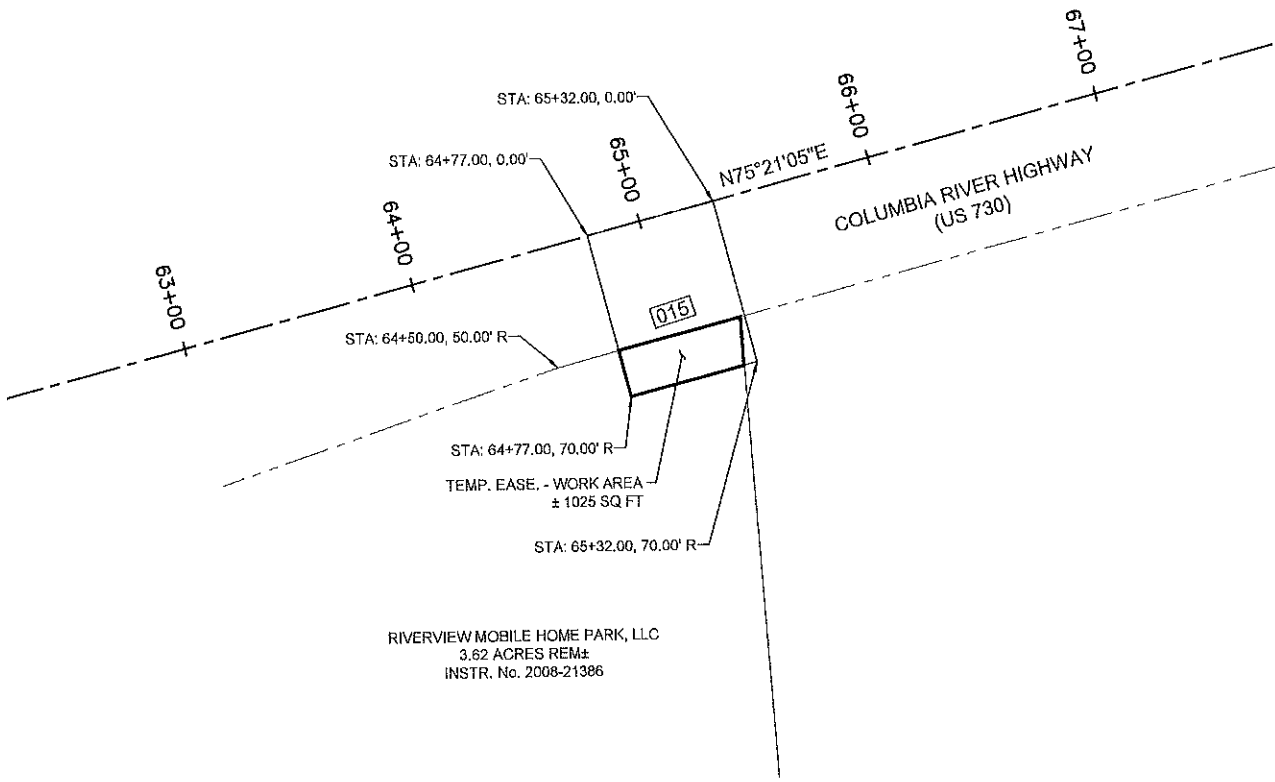 67+00
STA: 65+32.00, 0.00'
66+00
STA: 64+77.00, 0.00'
65+00
N75°21'05"E
COLUMBIA RIVER HIGHWAY
(US 730)
64+00
63+00
015
STA: 64+50.00, 50.00' R
STA: 64+77.00, 70.00' R
TEMP. EASE. - WORK AREA
± 1025 SQ FT
STA: 65+32.00, 70.00' R
RIVERVIEW MOBILE HOME PARK, LLC
3.62 ACRES REM±
INSTR. No. 2008-21386